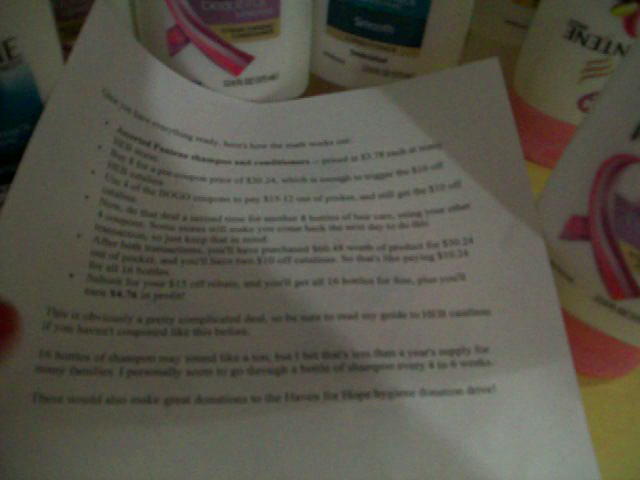 Smooth
NTENE
Once you have everything ready, here's how the math works out:
Assorted Pantene shampoo and conditioners -- priced at $3.78 each at most
HEB stores
Buy 8 for a pre-coupon price of $30.24, which is enough to trigger the $10 off
HEB catalina
Use 4 of the BOGO coupons to pay $15.12 out of pocket, and still get the $10 off
catalina.
Now, do that deal a second time for another 8 bottles of hair care, using your other
4 coupons. Some stores will make you come back the next day to do this
transaction, so just keep that in mind.
After both transactions, you'll have purchased $60.48 worth of product for $30.24
out of pocket, and you'll have two $10 off catalinas. So that's like paying $10.24
for all 16 bottles.
Submit for your $15 off rebate, and you'll get all 16 bottles for free, plus you'll
earn $4.76 in profit!
This is obviously a pretty complicated deal, so be sure to read my guide to HEB catalinas
if you haven't couponed like this before.
16 bottles of shampoo may sound like a ton, but I bet that's less than a year's supply for
many families. I personally seem to go through a bottle of shampoo every 4 to 6 weeks.
These would also make great donations to the Haven for Hope hygiene donation drive!